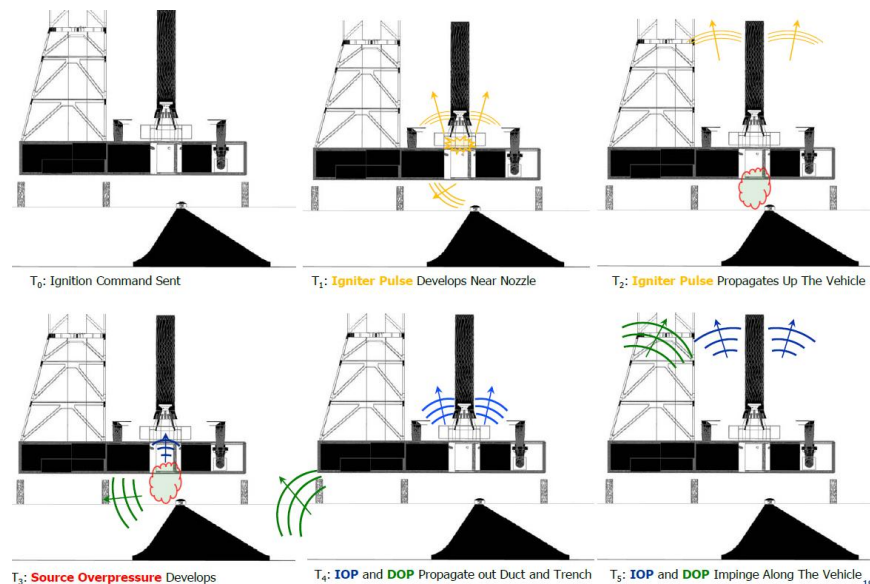 T₀: Ignition Command Sent
T₁: Igniter Pulse Develops Near Nozzle
T₂: Igniter Pulse Propagates Up The Vehicle
T₃: Source Overpressure Develops
T₄: IOP and DOP Propagate out Duct and Trench
T₅: IOP and DOP Impinge Along The Vehicle